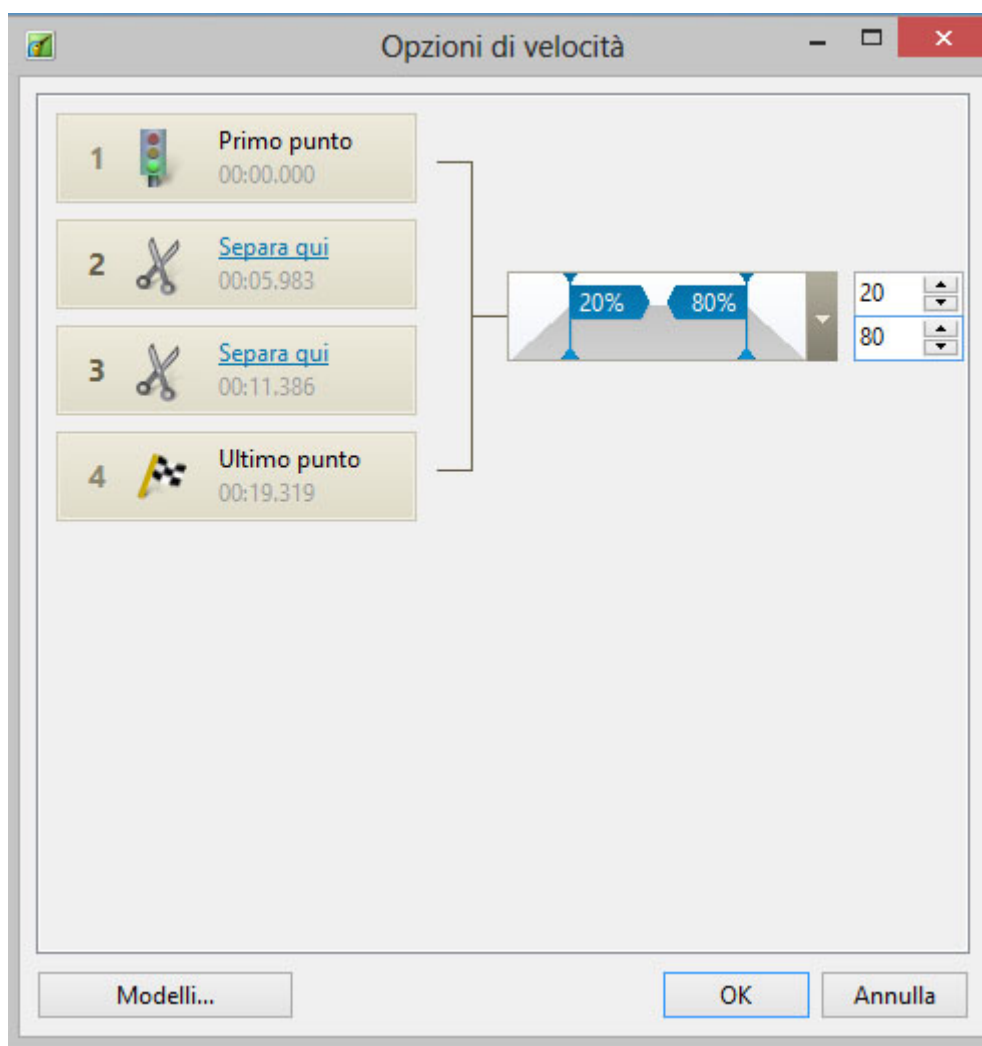 Opzioni di velocità
1
Primo punto
00:00.000
2
Separa qui
00:05.983
3
Separa qui
00:11.386
4
Ultimo punto
00:19.319
20% 80%
20
80
Modelli...
OK
Annulla